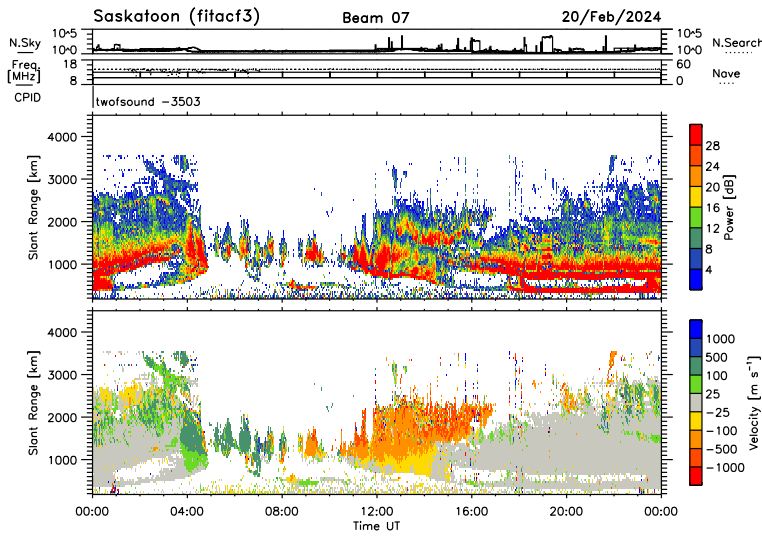 Saskatoon (fitacf3) Beam 07 20/Feb/2024
N.Sky 10^5 10^0 10^5 10^0 N.Search
Freq. [MHz] 18 8 60 0 Nave
CPID twofsound -3503
Slant Range [km] 4000 3000 2000 1000
28 24 20 16 12 8 4 Power [dB]
Slant Range [km] 4000 3000 2000 1000
1000 500 100 25 -25 -100 -500 -1000 Velocity [m s⁻¹]
00:00 04:00 08:00 12:00 16:00 20:00 00:00
Time UT